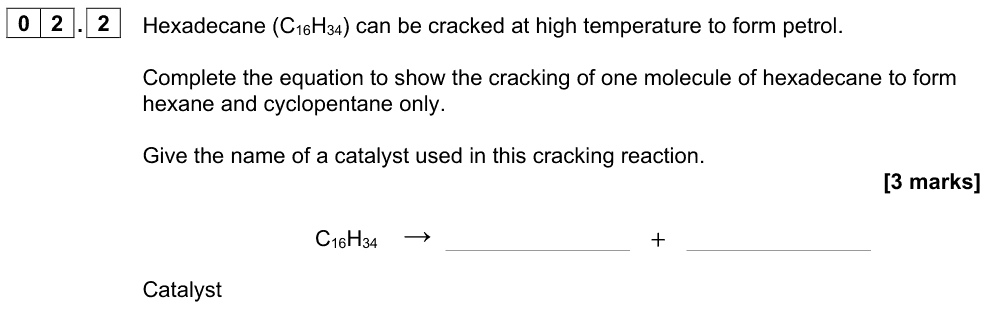 0 2 . 2 Hexadecane (C₁₆H₃₄) can be cracked at high temperature to form petrol.
Complete the equation to show the cracking of one molecule of hexadecane to form
hexane and cyclopentane only.
Give the name of a catalyst used in this cracking reaction.
[3 marks]
C₁₆H₃₄ → ________ + ________
Catalyst